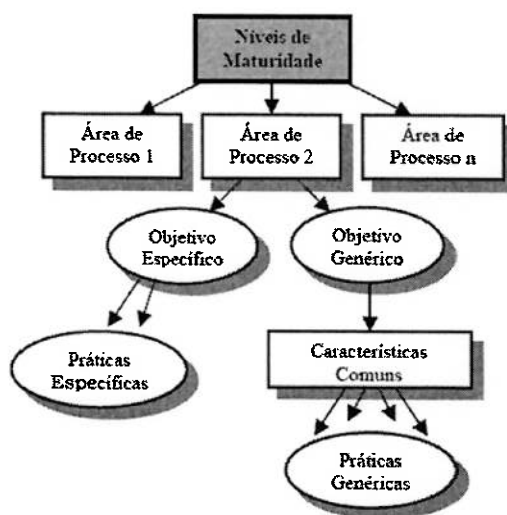 Níveis de
Maturidade
Área de
Processo 1
Área de
Processo 2
Área de
Processo n
Objetivo
Específico
Objetivo
Genérico
Práticas
Específicas
Características
Comuns
Práticas
Genéricas